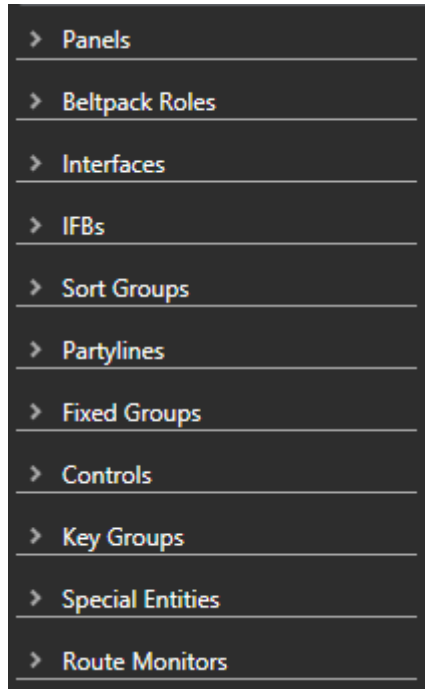 Panels
Beltpack Roles
Interfaces
IFBs
Sort Groups
Partylines
Fixed Groups
Controls
Key Groups
Special Entities
Route Monitors